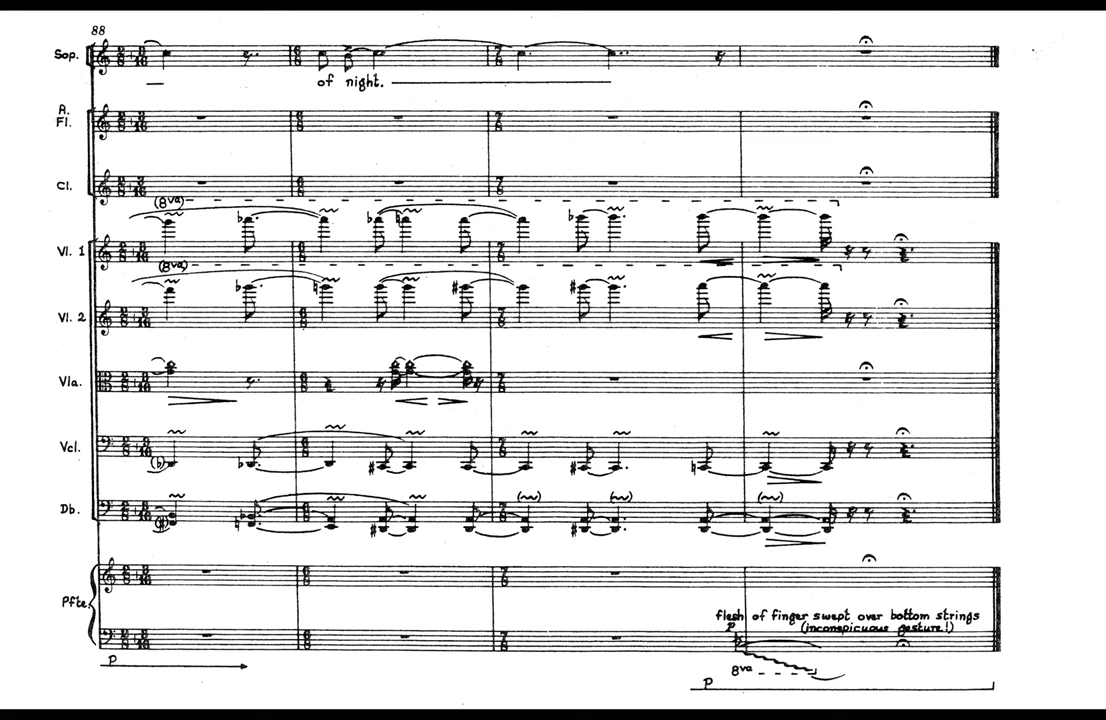 88
Sop.
of night.
A.
Fl.
Cl.
(8va)
Vl. 1
(8va)
Vl. 2
Vla.
Vcl.
Db.
Pfte.
flesh of finger swept over bottom strings
(inconspicuous gesture!)
P
8va
P
P